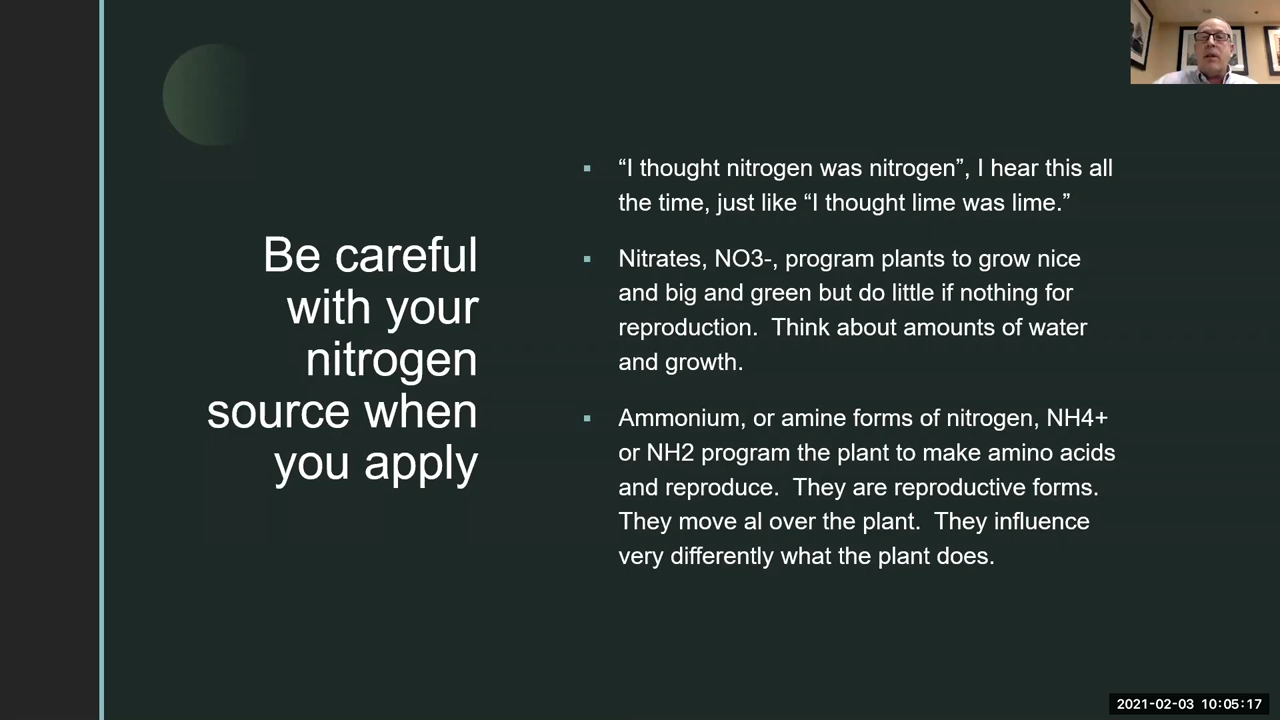 Be careful
with your
nitrogen
source when
you apply
“I thought nitrogen was nitrogen”, I hear this all
the time, just like “I thought lime was lime.”
Nitrates, NO3-, program plants to grow nice
and big and green but do little if nothing for
reproduction.  Think about amounts of water
and growth.
Ammonium, or amine forms of nitrogen, NH4+
or NH2 program the plant to make amino acids
and reproduce.  They are reproductive forms.
They move al over the plant.  They influence
very differently what the plant does.
2021-02-03 10:05:17